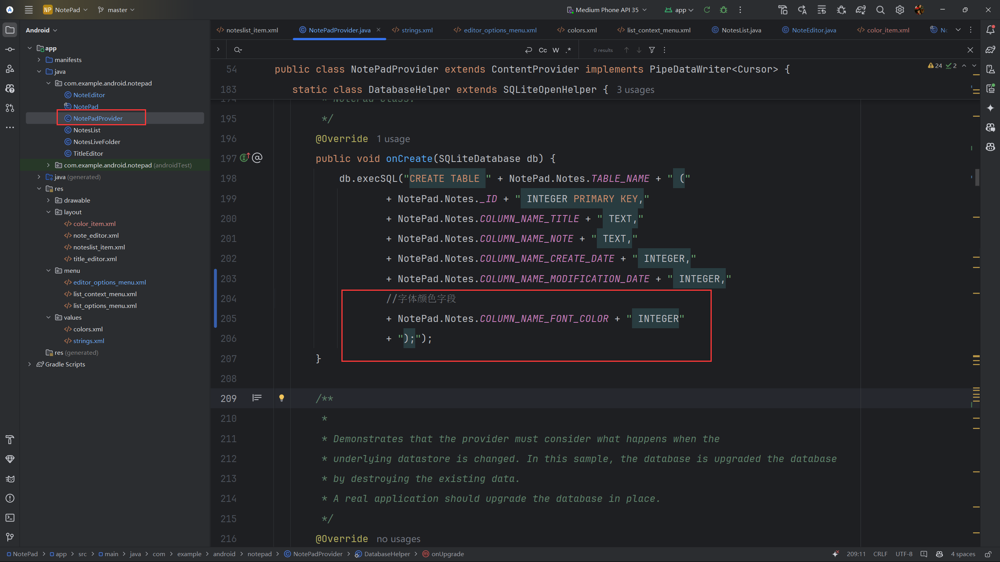 NP NotePad master Medium Phone API 35 app
Android
noteslist_item.xml NotePadProvider.java strings.xml editor_options_menu.xml colors.xml list_context_menu.xml NotesList.java NoteEditor.java color_item.xml
Cc W .* 0 results
app
manifests
java
com.example.android.notepad
NoteEditor
NotePad
NotePadProvider
NotesList
NotesLiveFolder
TitleEditor
com.example.android.notepad (androidTest)
java (generated)
res
drawable
layout
color_item.xml
note_editor.xml
noteslist_item.xml
title_editor.xml
menu
editor_options_menu.xml
list_context_menu.xml
list_options_menu.xml
values
colors.xml
strings.xml
res (generated)
Gradle Scripts
24 2
54 public class NotePadProvider extends ContentProvider implements PipeDataWriter<Cursor> {
183 static class DatabaseHelper extends SQLiteOpenHelper { 3 usages
194 * NotePad class.
195 */
196 @Override 1 usage
197 public void onCreate(SQLiteDatabase db) {
198 db.execSQL("CREATE TABLE " + NotePad.Notes.TABLE_NAME + " ("
199 + NotePad.Notes._ID + " INTEGER PRIMARY KEY,"
200 + NotePad.Notes.COLUMN_NAME_TITLE + " TEXT,"
201 + NotePad.Notes.COLUMN_NAME_NOTE + " TEXT,"
202 + NotePad.Notes.COLUMN_NAME_CREATE_DATE + " INTEGER,"
203 + NotePad.Notes.COLUMN_NAME_MODIFICATION_DATE + " INTEGER,"
204 //字体颜色字段
205 + NotePad.Notes.COLUMN_NAME_FONT_COLOR + " INTEGER"
206 + ");");
207 }
208
209 /**
210 *
211 * Demonstrates that the provider must consider what happens when the
212 * underlying datastore is changed. In this sample, the database is upgraded the database
213 * by destroying the existing data.
214 * A real application should upgrade the database in place.
215 */
216 @Override no usages
NotePad > app > src > main > java > com > example > android > notepad > NotePadProvider > DatabaseHelper > onUpgrade 209:11 CRLF UTF-8 4 spaces